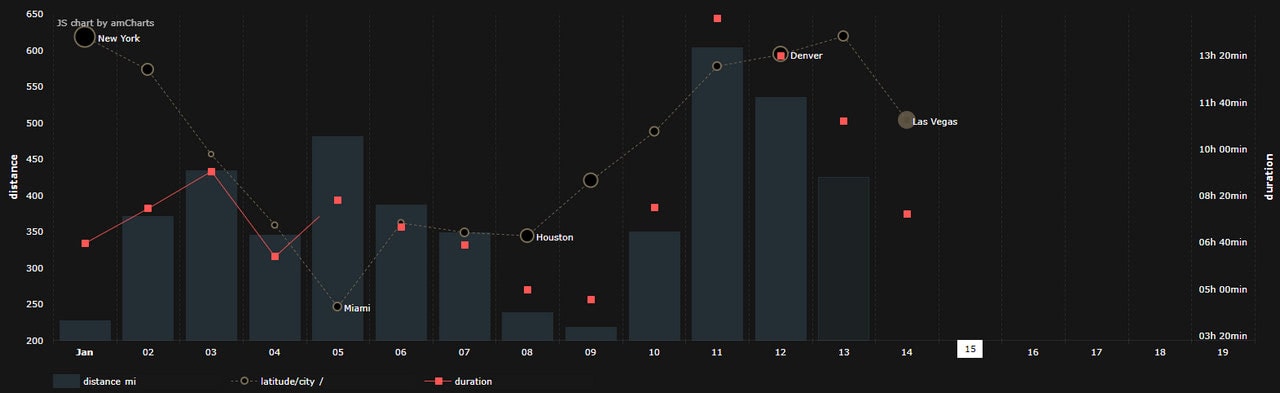 650
JS chart by amCharts
New York
600
13h 20min
Denver
550
11h 40min
500
Las Vegas
10h 00min
450
distance
duration
400
08h 20min
350
06h 40min
Houston
300
05h 00min
250
Miami
200
03h 20min
Jan 02 03 04 05 06 07 08 09 10 11 12 13 14 15 16 17 18 19
distance mi latitude/city / duration